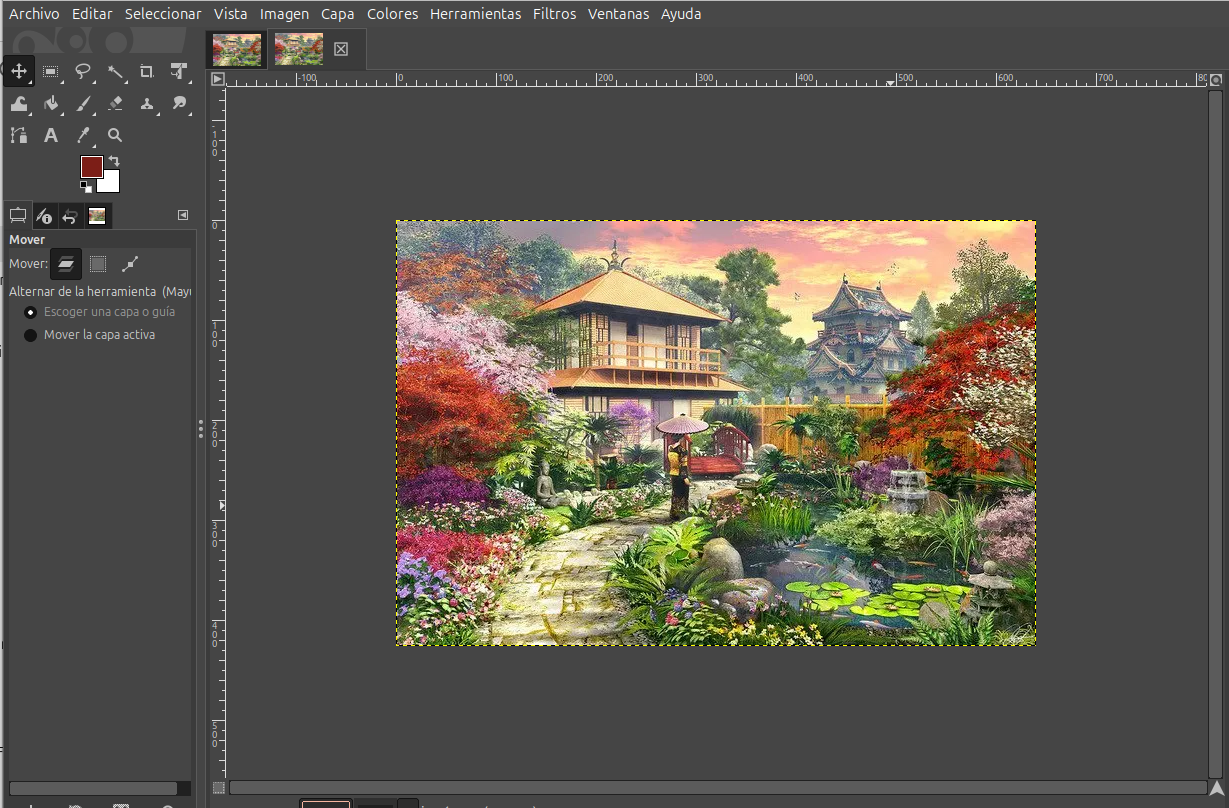 Archivo Editar Seleccionar Vista Imagen Capa Colores Herramientas Filtros Ventanas Ayuda
-100 0 100 200 300 400 500 600 700
-100
0
100
200
300
400
500
Mover
Mover:
Alternar de la herramienta (Mayú
Escoger una capa o guía
Mover la capa activa